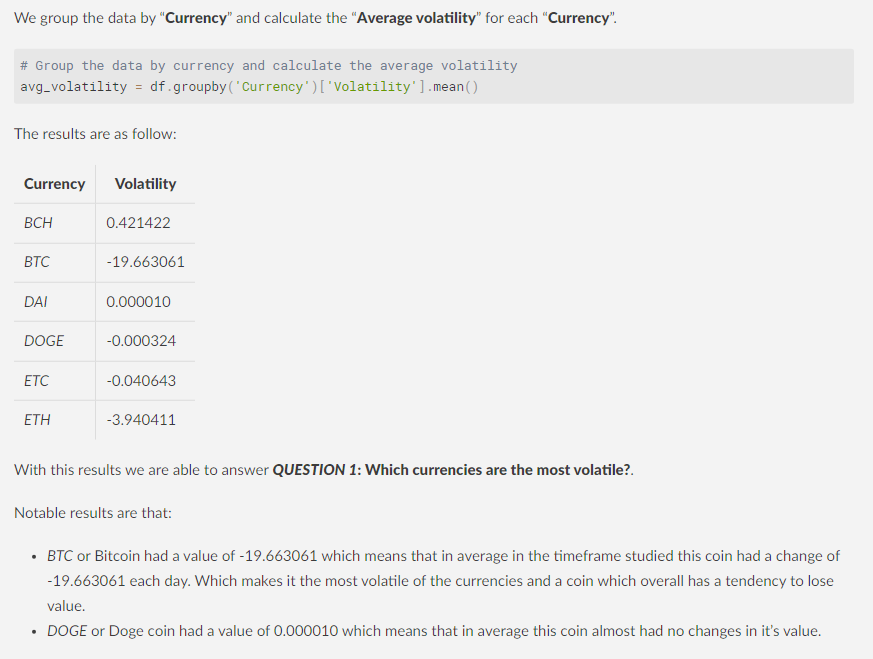 We group the data by “Currency” and calculate the “Average volatility” for each “Currency”.
# Group the data by currency and calculate the average volatility
avg_volatility = df.groupby('Currency')['Volatility'].mean()
The results are as follow:
Currency Volatility
BCH 0.421422
BTC -19.663061
DAI 0.000010
DOGE -0.000324
ETC -0.040643
ETH -3.940411
With this results we are able to answer QUESTION 1: Which currencies are the most volatile?.
Notable results are that:
• BTC or Bitcoin had a value of -19.663061 which means that in average in the timeframe studied this coin had a change of
-19.663061 each day. Which makes it the most volatile of the currencies and a coin which overall has a tendency to lose
value.
• DOGE or Doge coin had a value of 0.000010 which means that in average this coin almost had no changes in it’s value.